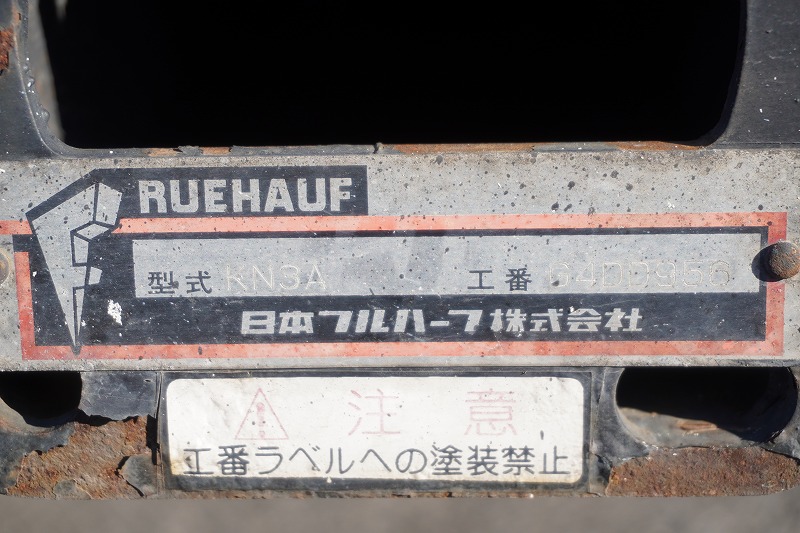 FRUEHAUF
型式 KN3A 工番 04DD956
日本フルハーフ株式会社
注意
工番ラベルへの塗装禁止